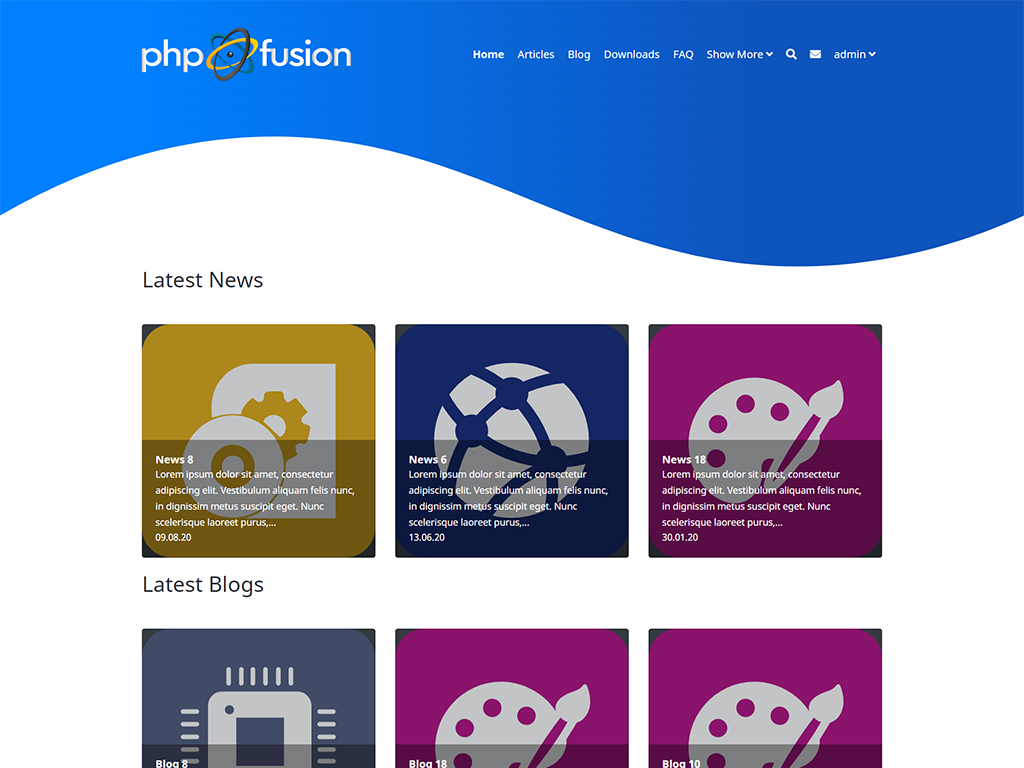 php fusion
Home Articles Blog Downloads FAQ Show More admin
Latest News
News 8
Lorem ipsum dolor sit amet, consectetur
adipiscing elit. Vestibulum aliquam felis nunc,
in dignissim metus suscipit eget. Nunc
scelerisque laoreet purus,...
09.08.20
News 6
Lorem ipsum dolor sit amet, consectetur
adipiscing elit. Vestibulum aliquam felis nunc,
in dignissim metus suscipit eget. Nunc
scelerisque laoreet purus,...
13.06.20
News 18
Lorem ipsum dolor sit amet, consectetur
adipiscing elit. Vestibulum aliquam felis nunc,
in dignissim metus suscipit eget. Nunc
scelerisque laoreet purus,...
30.01.20
Latest Blogs
Blog 8
Blog 18
Blog 10